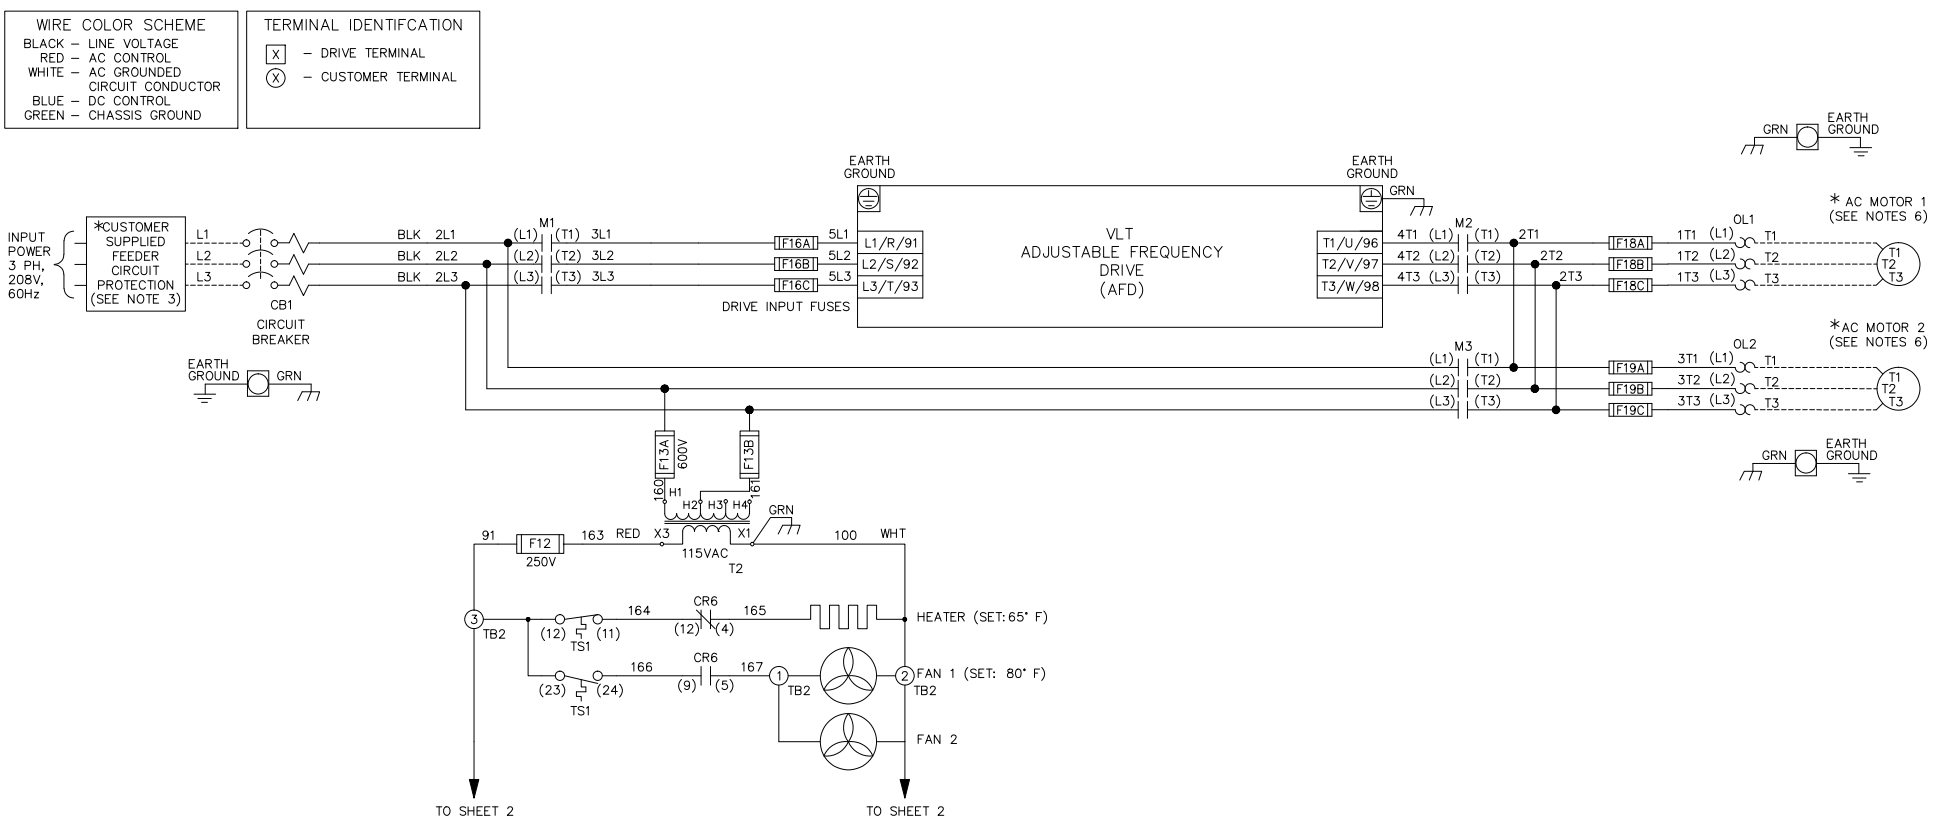 WIRE COLOR SCHEME
BLACK – LINE VOLTAGE
RED – AC CONTROL
WHITE – AC GROUNDED
CIRCUIT CONDUCTOR
BLUE – DC CONTROL
GREEN – CHASSIS GROUND
TERMINAL IDENTIFCATION
X – DRIVE TERMINAL
X – CUSTOMER TERMINAL
INPUT
POWER
3 PH,
208V,
60Hz
*CUSTOMER
SUPPLIED
FEEDER
CIRCUIT
PROTECTION
(SEE NOTE 3)
L1
L2
L3
CB1
CIRCUIT
BREAKER
EARTH
GROUND
GRN
BLK 2L1
BLK 2L2
BLK 2L3
M1
(L1) (T1) 3L1
(L2) (T2) 3L2
(L3) (T3) 3L3
F16A 5L1
F16B 5L2
F16C 5L3
DRIVE INPUT FUSES
EARTH
GROUND
L1/R/91
L2/S/92
L3/T/93
VLT
ADJUSTABLE FREQUENCY
DRIVE
(AFD)
EARTH
GROUND
GRN
T1/U/96
T2/V/97
T3/W/98
M2
4T1 (L1) (T1) 2T1
4T2 (L2) (T2) 2T2
4T3 (L3) (T3) 2T3
F18A
F18B
F18C
OL1
1T1 (L1) T1
1T2 (L2) T2
1T3 (L3) T3
GRN
EARTH
GROUND
* AC MOTOR 1
(SEE NOTES 6)
T1
T2
T3
M3
(L1) (T1)
(L2) (T2)
(L3) (T3)
F19A
F19B
F19C
OL2
3T1 (L1) T1
3T2 (L2) T2
3T3 (L3) T3
*AC MOTOR 2
(SEE NOTES 6)
T1
T2
T3
GRN
EARTH
GROUND
F13A
600V
F13B
160
161
H1
H2 H3 H4
GRN
91
F12
250V
163 RED X3
X1
115VAC
T2
100 WHT
3
TB2
(12) (11)
TS1
164
CR6
(12) (4)
165
HEATER (SET:65° F)
(23) (24)
TS1
166
CR6
(9) (5)
167
1
TB2
2
TB2
FAN 1 (SET: 80° F)
FAN 2
TO SHEET 2
TO SHEET 2